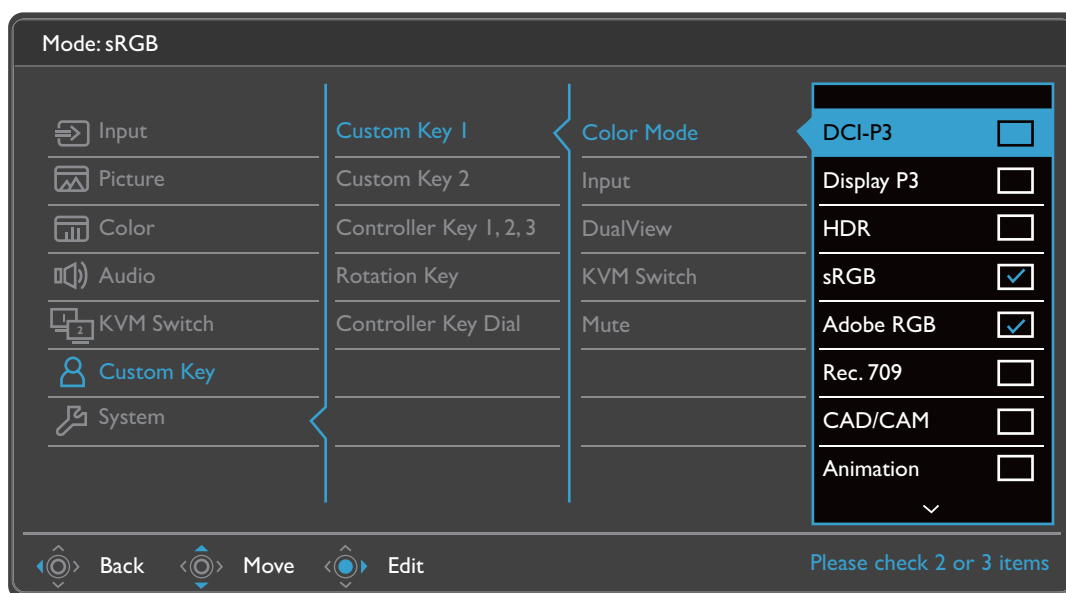 Mode: sRGB
Input
Picture
Color
Audio
1
2
KVM Switch
Custom Key
System
Custom Key 1
Custom Key 2
Controller Key 1, 2, 3
Rotation Key
Controller Key Dial
Color Mode
Input
DualView
KVM Switch
Mute
DCI-P3
Display P3
HDR
sRGB
Adobe RGB
Rec. 709
CAD/CAM
Animation
Back
Move
Edit
Please check 2 or 3 items